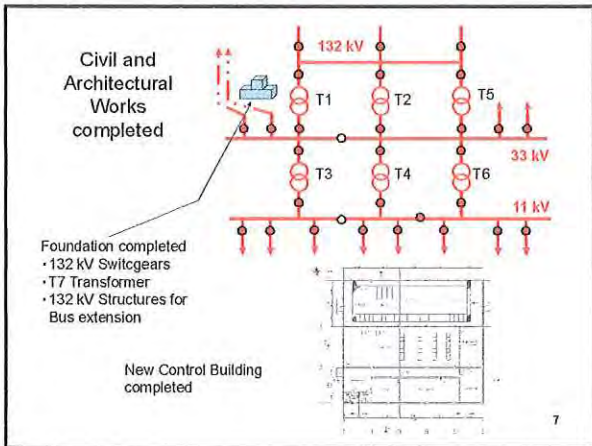 Civil and
Architectural
Works
completed
132 kV
T1
T2
T5
33 kV
T3
T4
T6
11 kV
Foundation completed
・132 kV Switcgears
・T7 Transformer
・132 kV Structures for
Bus extension
New Control Building
completed
7